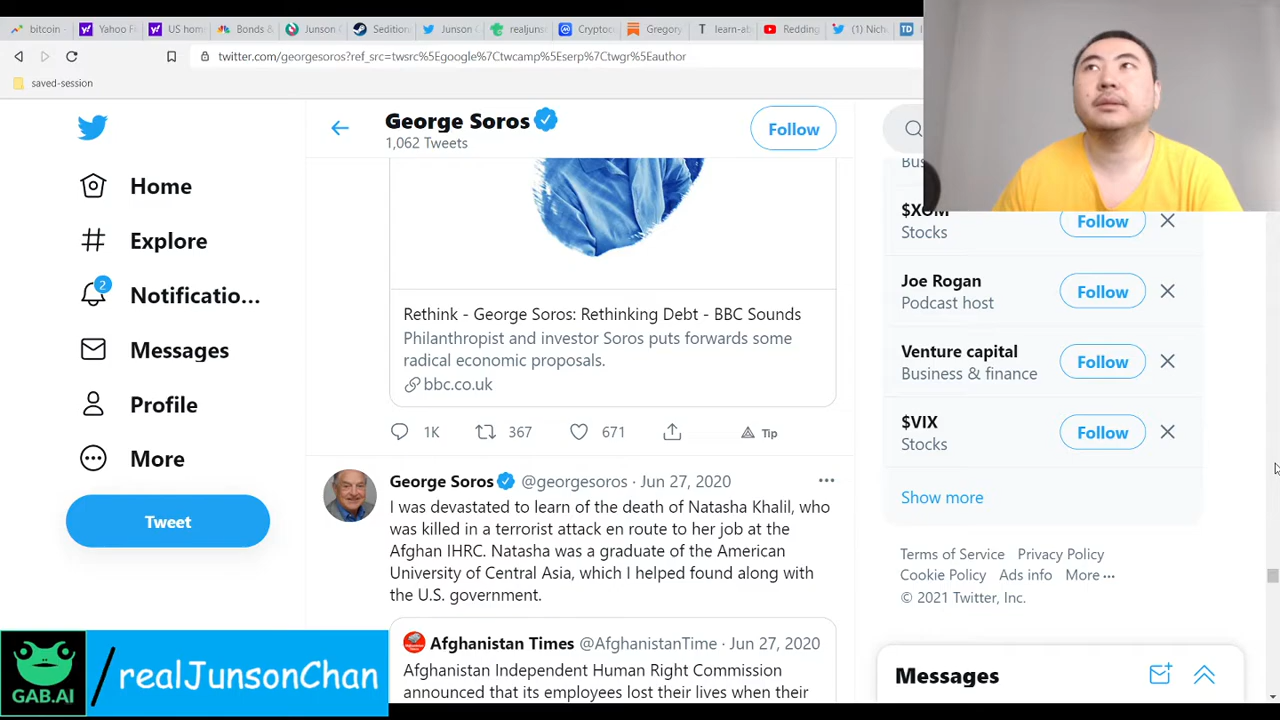 bitcoin
Yahoo F
US hom
Bonds &
Junson C
Sedition
Junson C
realjuns
Cryptoc
Gregory
learn-at
Redding
(1) Nich
twitter.com/georgesoros?ref_src=twsrc%5Egoogle%7Ctwcamp%5Eserp%7Ctwgr%5Eauthor
saved-session
George Soros
1,062 Tweets
Follow
Home
Explore
2
Notificatio...
Messages
Profile
More
Tweet
Rethink - George Soros: Rethinking Debt - BBC Sounds
Philanthropist and investor Soros puts forwards some
radical economic proposals.
bbc.co.uk
1K 367 671 Tip
George Soros @georgesoros · Jun 27, 2020
I was devastated to learn of the death of Natasha Khalil, who
was killed in a terrorist attack en route to her job at the
Afghan IHRC. Natasha was a graduate of the American
University of Central Asia, which I helped found along with
the U.S. government.
Afghanistan Times @AfghanistanTime · Jun 27, 2020
Afghanistan Independent Human Right Commission
announced that its employees lost their lives when their
$XOM
Stocks
Follow
Joe Rogan
Podcast host
Follow
Venture capital
Business & finance
Follow
$VIX
Stocks
Follow
Show more
Terms of Service Privacy Policy
Cookie Policy Ads info More ...
© 2021 Twitter, Inc.
Messages
GAB.AI
/realJunsonChan